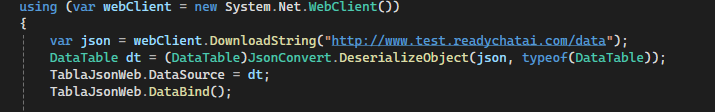 using (var webClient = new System.Net.WebClient())
{
var json = webClient.DownloadString("http://www.test.readychatai.com/data");
DataTable dt = (DataTable)JsonConvert.DeserializeObject(json, typeof(DataTable));
TablaJsonWeb.DataSource = dt;
TablaJsonWeb.DataBind();